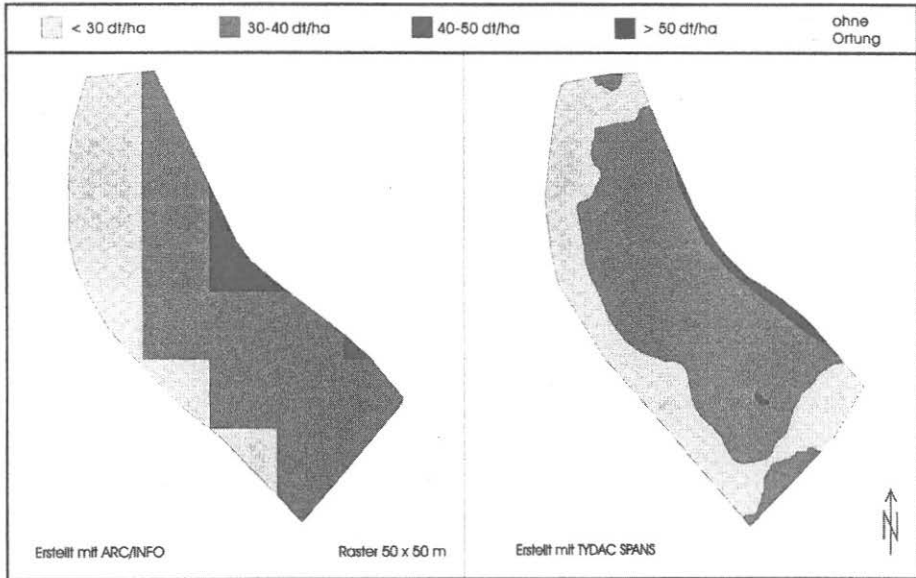 < 30 dt/ha
30-40 dt/ha
40-50 dt/ha
> 50 dt/ha
ohne
Ortung
Erstellt mit ARC/INFO
Raster 50 x 50 m
Erstellt mit TYDAC SPANS
N